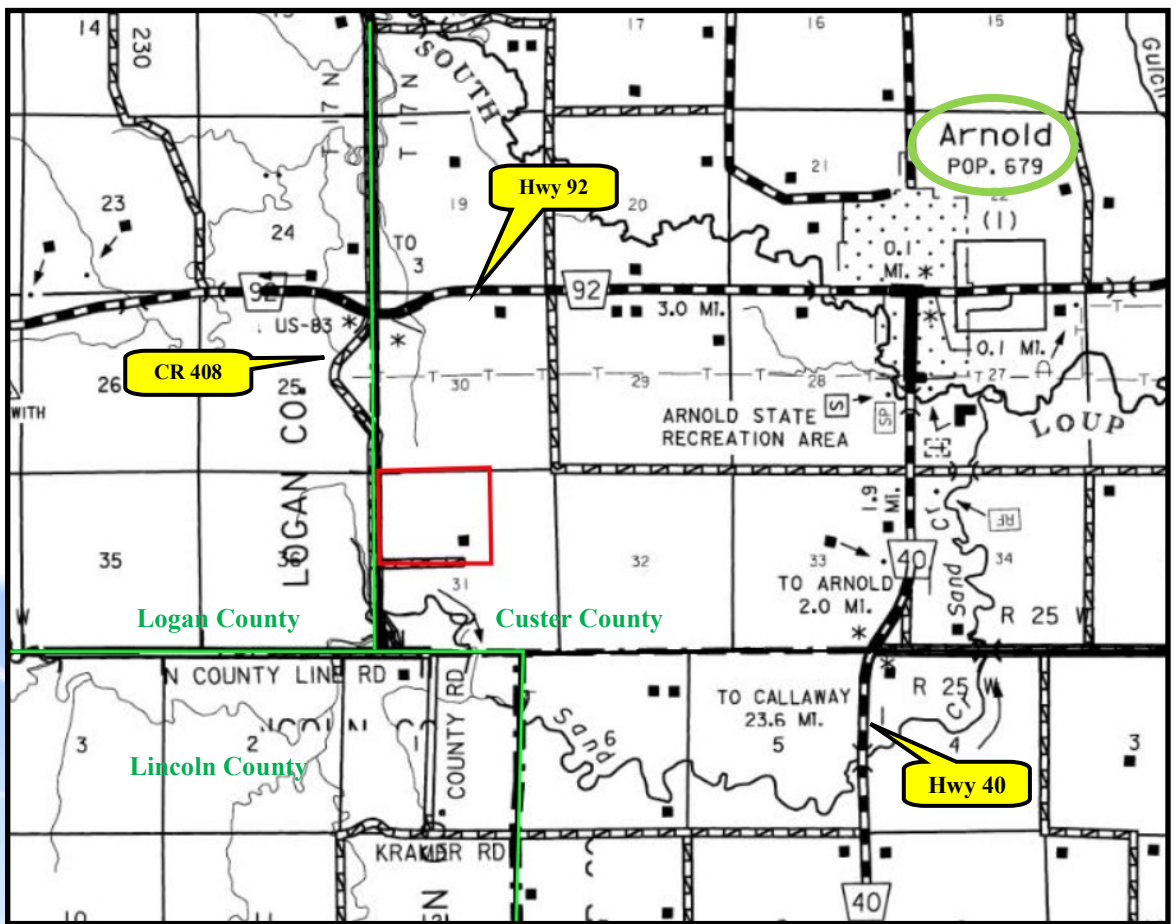 14
230
T 17 N
T 17 N
SOUTH
17
16
15
Gulch
Arnold
POP. 679
23
24
19
20
21
22
(1)
Hwy 92
TO
3
0.1
MI.
*
92
92
3.0 MI.
US-83 *
*
*
0.1 MI.
CR 408
26
25
30
29
28
27
T T T T T T T T T
WITH
ARNOLD STATE
RECREATION AREA
S
SP
LOUP
LOGAN CO.
1.9
MI.
RF
35
36
31
32
33
34
40
TO ARNOLD
2.0 MI.
*
Sand Cr.
R 25 W
W
Logan County
Custer County
N COUNTY LINE RD
COUNTY RD
TO CALLAWAY
23.6 MI.
*
R 25 W
Sand
Cr
3
2
1
6
5
4
3
Lincoln County
Hwy 40
KRAMER RD
N
40